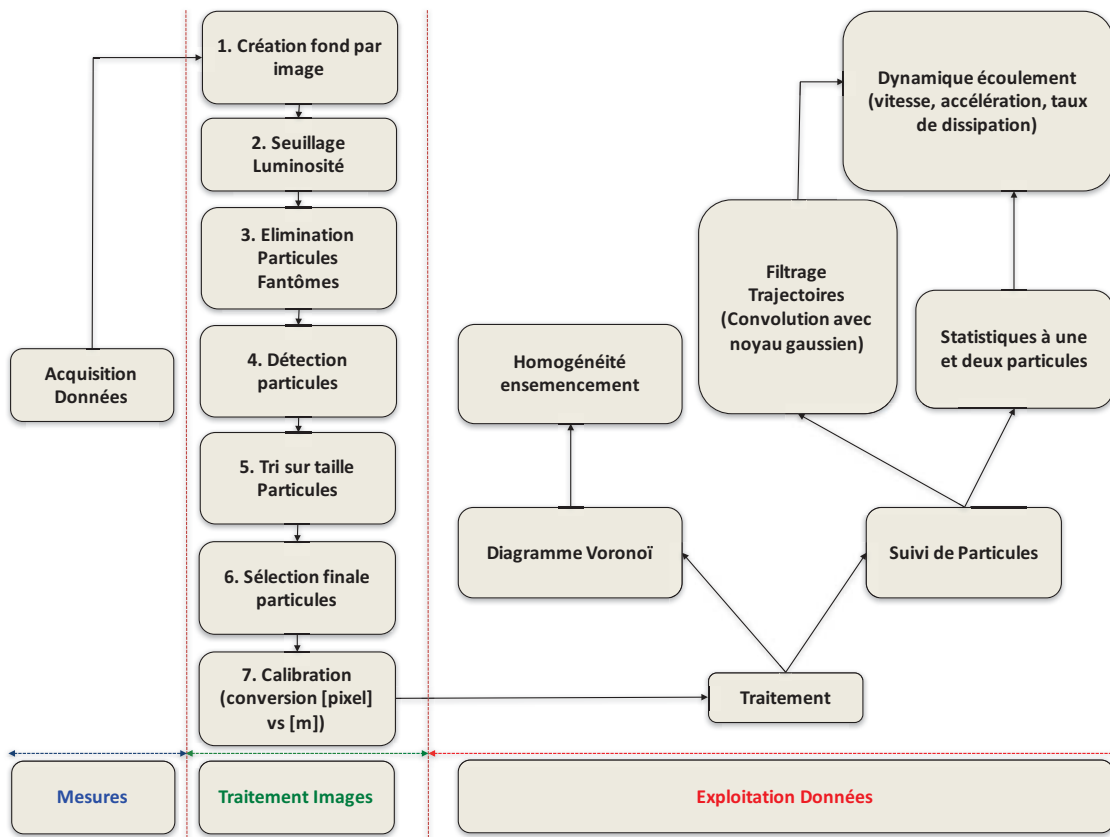 Acquisition
Données
1. Création fond par
image
2. Seuillage
Luminosité
3. Elimination
Particules
Fantômes
4. Détection
particules
5. Tri sur taille
Particules
6. Sélection finale
particules
7. Calibration
(conversion [pixel]
vs [m])
Traitement
Diagramme Voronoï
Homogénéité
ensemencement
Suivi de Particules
Filtrage
Trajectoires
(Convolution avec
noyau gaussien)
Statistiques à une
et deux particules
Dynamique écoulement
(vitesse, accélération, taux
de dissipation)
Mesures
Traitement Images
Exploitation Données